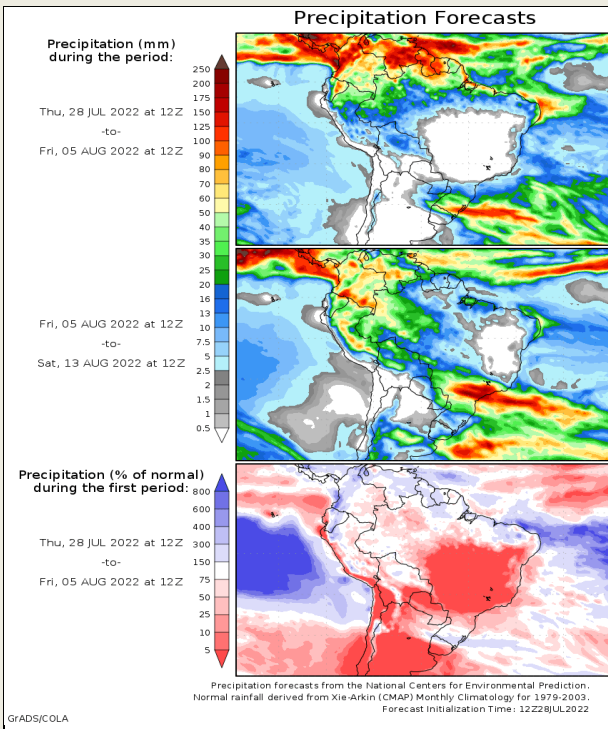 Precipitation Forecasts
Precipitation (mm)
during the period:
Thu, 28 JUL 2022 at 12Z
-to-
Fri, 05 AUG 2022 at 12Z
250
200
175
150
125
100
90
80
70
60
50
40
35
30
25
20
16
13
10
7.5
5
2.5
2
1.5
1
0.5
Fri, 05 AUG 2022 at 12Z
-to-
Sat, 13 AUG 2022 at 12Z
Precipitation (% of normal)
during the first period:
Thu, 28 JUL 2022 at 12Z
-to-
Fri, 05 AUG 2022 at 12Z
800
600
400
300
150
75
50
25
10
5
Precipitation forecasts from the National Centers for Environmental Prediction.
Normal rainfall derived from Xie-Arkin (CMAP) Monthly Climatology for 1979-2003.
Forecast Initialization Time: 12Z28JUL2022
GrADS/COLA